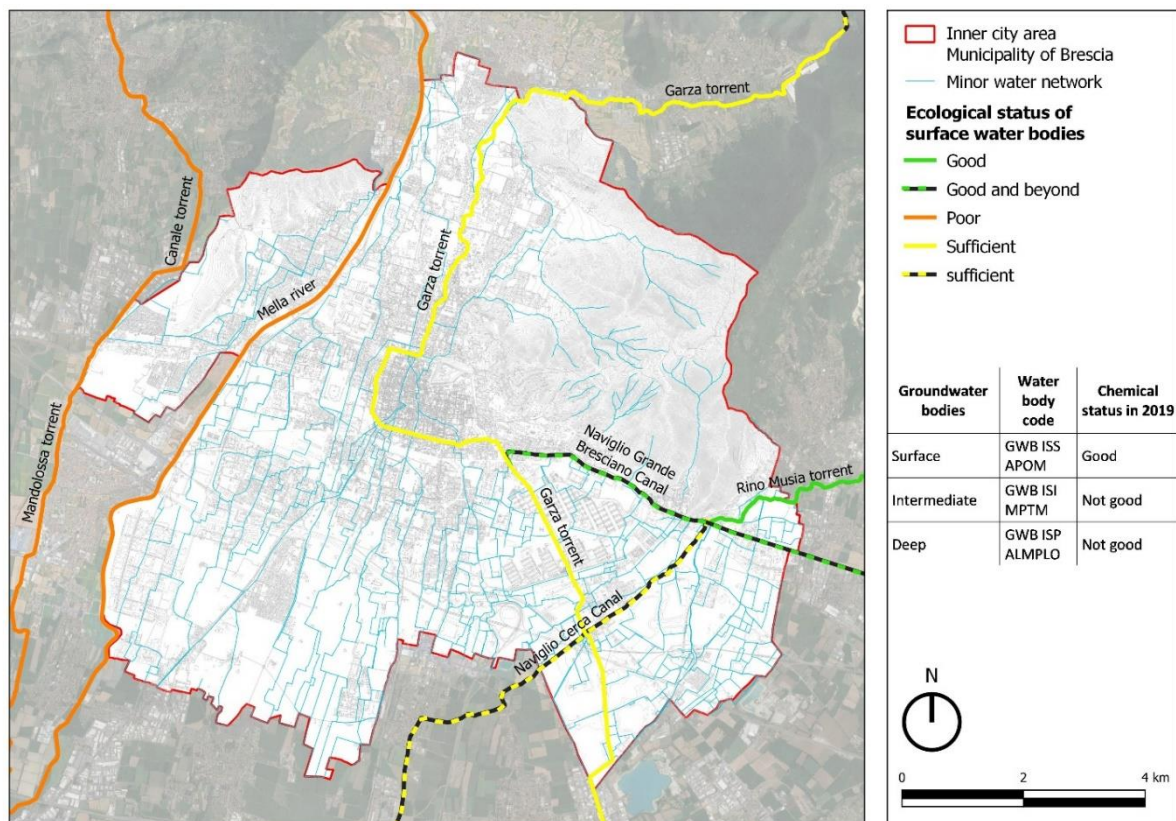 Garza torrent
Canale torrent
Mella river
Garza torrent
Mandolossa torrent
Naviglio Grande
Bresciano Canal
Rino Musia torrent
Garza torrent
Naviglio Cerca Canal
Inner city area
Municipality of Brescia
Minor water network
Ecological status of
surface water bodies
Good
Good and beyond
Poor
Sufficient
sufficient
Groundwater bodies Water body code Chemical status in 2019
Surface GWB ISS APOM Good
Intermediate GWB ISI MPTM Not good
Deep GWB ISP ALMPLO Not good
N
0 2 4 km